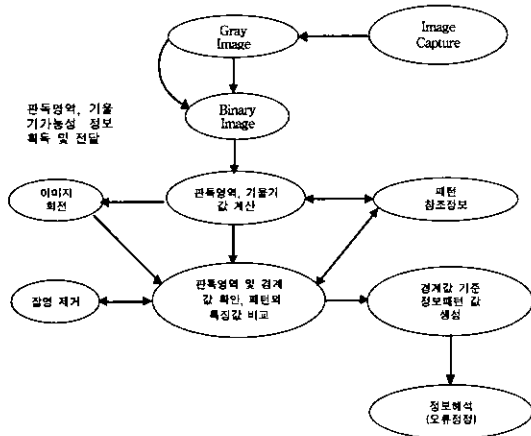 Gray
Image
Image
Capture
판독영역, 기울
기가능성 정보
획득 및 전달
Binary
Image
이미지
회전
판독영역, 기울기
값 계산
패턴
참조정보
잡영 제거
판독영역 및 경계
값 확인, 패턴의
특징값 비교
경계값 기준
정보패턴 값
생성
정보해석
(오류정정)